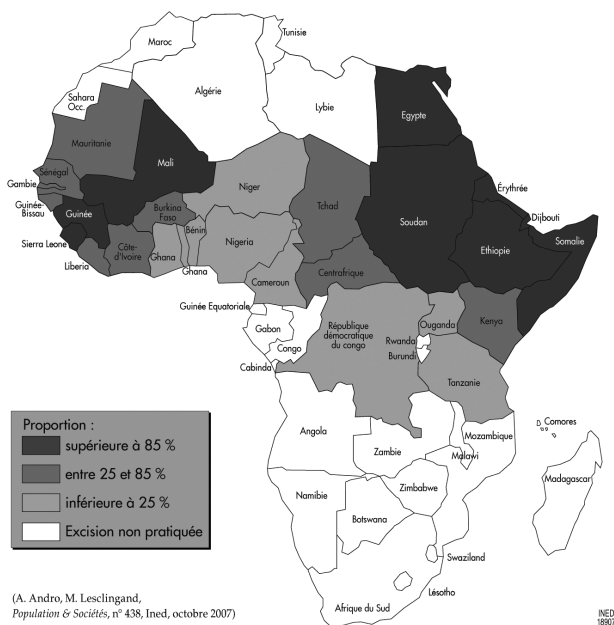 Tunisie
Maroc
Algérie
Lybie
Sahara
Occ.
Egypte
Mauritanie
Mali
Niger
Sénégal
Gambie
Guinée-
Bissau
Guinée
Burkina
Faso
Tchad
Soudan
Érythrée
Djibouti
Bénin
Nigeria
Sierra Leone
Liberia
Côte-
d'Ivoire
Ghana
Ghana
Ethiopie
Somalie
Cameroun
Centrafrique
Guinée Equatoriale
Gabon
Congo
Cabinda
République
démocratique
du congo
Ouganda
Kenya
Rwanda
Burundi
Tanzanie
Comores
Angola
Zambie
Mozambique
Malawi
Madagascar
Namibie
Zimbabwe
Botswana
Swaziland
Lésotho
Afrique du Sud
Proportion :
supérieure à 85 %
entre 25 et 85 %
inférieure à 25 %
Excision non pratiquée
(A. Andro, M. Lesclingand,
Population & Sociétés, n° 438, Ined, octobre 2007)
INED